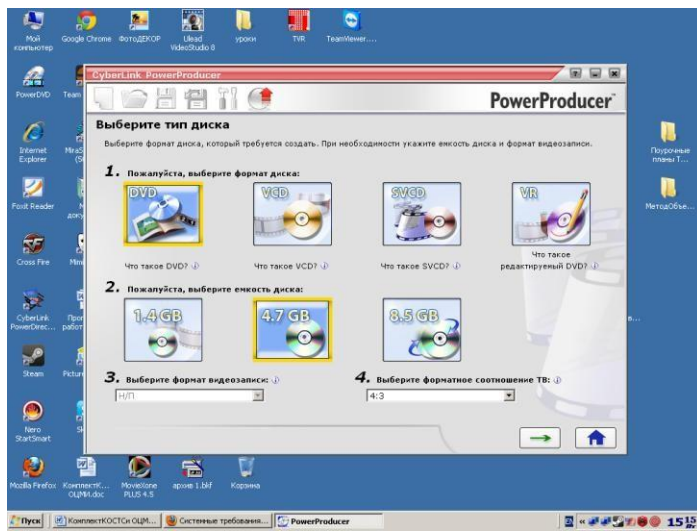 Мой компьютер
Google Chrome
ФотоДЕКОР
Ulead VideoStudio 8
уроки
TVR
TeamViewer....
PowerDVD
Team
Internet Explorer
Foxit Reader
Cross Fire
CyberLink PowerDirec...
Steam
Nero StartSmart
Mozilla Firefox
MovieXone PLUS 4.5
архив 1.bkf
Корзина
Поурочные планы Т...
МетодОбъе...
CyberLink PowerProducer
PowerProducer
Выберите тип диска
Выберите формат диска, который требуется создать. При необходимости укажите емкость диска и формат видеозаписи.
1. Пожалуйста, выберите формат диска:
DVD
VCD
SVCD
VR
Что такое DVD?
Что такое VCD?
Что такое SVCD?
Что такое редактируемый DVD?
2. Пожалуйста, выберите емкость диска:
1.4GB
4.7 GB
8.5 GB
3. Выберите формат видеозаписи:
4. Выберите форматное соотношение ТВ:
Н/П
4:3
Пуск
КомплектКОСТСи ОЦМ...
Системные требования...
PowerProducer